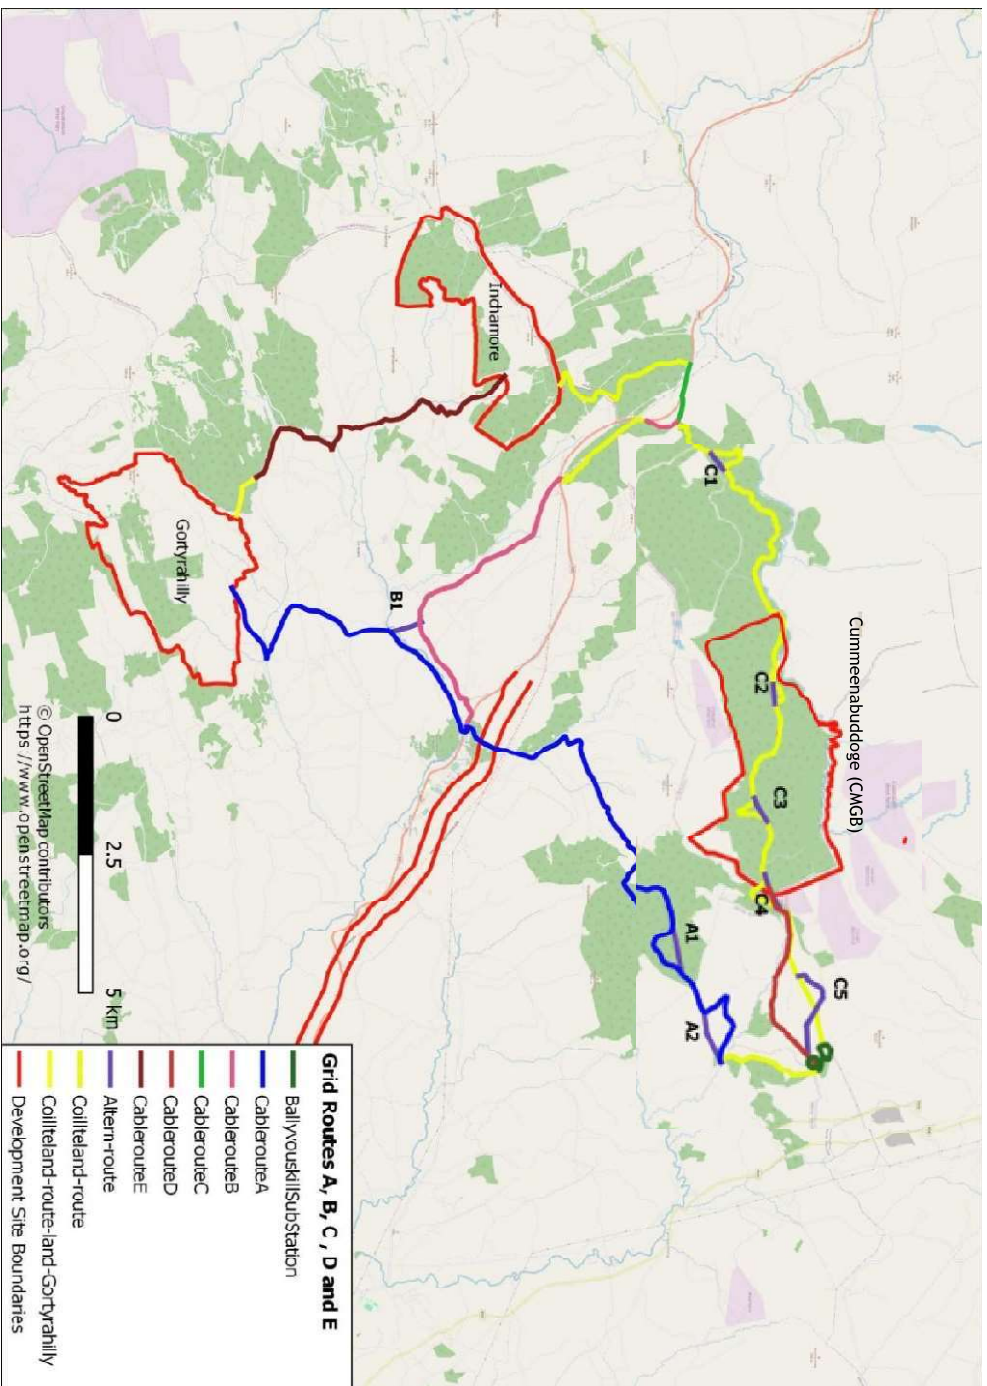 Cummeenabuddoge (CMGB)
C5
C3
C2
C1
C4
A1
A2
Inchamore
B1
Gortyrahilly
0 2.5 5 km
© OpenStreetMap contributors
https://www.openstreetmap.org/
Grid Routes A, B, C , D and E
BallyvouskillSubStation
CablerouteA
CablerouteB
CablerouteC
CablerouteD
CablerouteE
Altern-route
Coillteland-route
Coillteland-route-land-Gortyrahilly
Development Site Boundaries